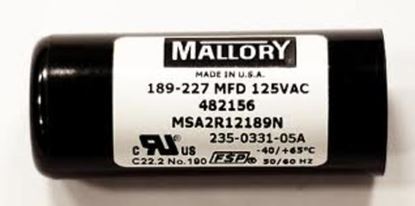 MALLORY
MADE IN U.S.A.
189-227 MFD 125VAC
482156
MSA2R12189N
235-0331-05A
C US -40/+65°C
C22.2 No.190 FSP 50/60 HZ